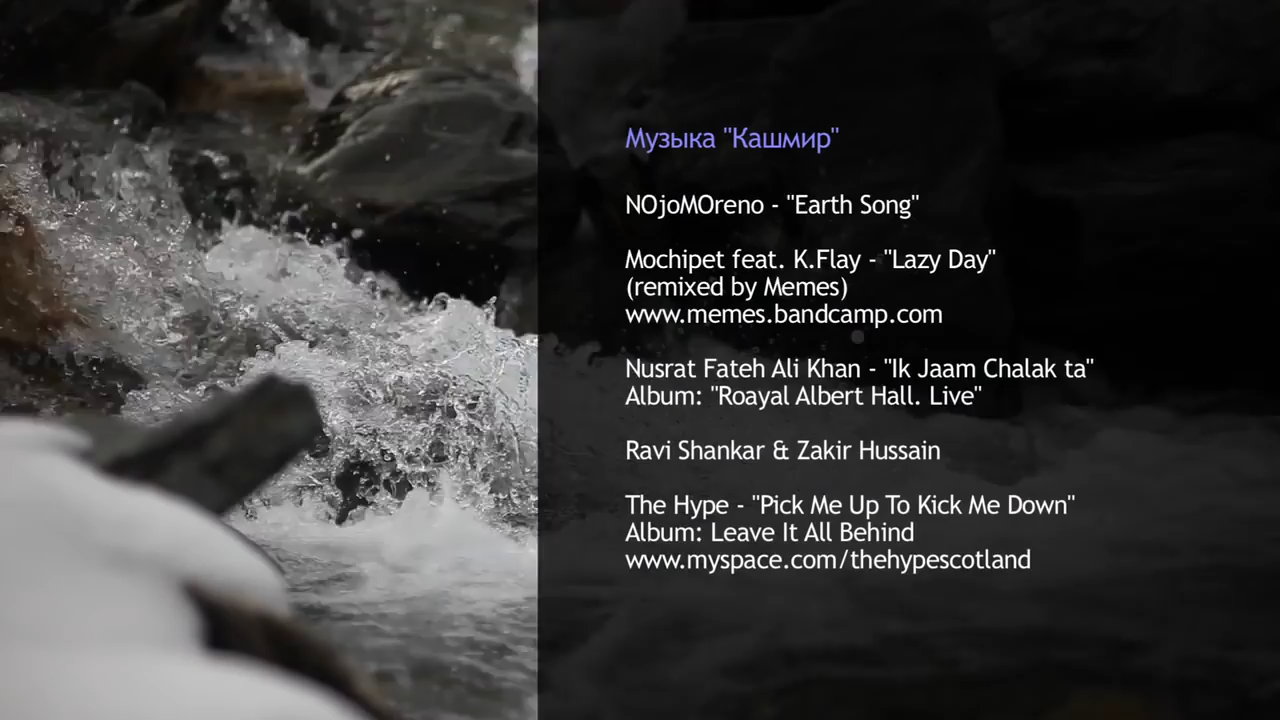 Музыка "Кашмир"
NOjoMOreno - "Earth Song"
Mochipet feat. K.Flay - "Lazy Day"
(remixed by Memes)
www.memes.bandcamp.com
Nusrat Fateh Ali Khan - "Ik Jaam Chalak ta"
Album: "Roayal Albert Hall. Live"
Ravi Shankar & Zakir Hussain
The Hype - "Pick Me Up To Kick Me Down"
Album: Leave It All Behind
www.myspace.com/thehypescotland